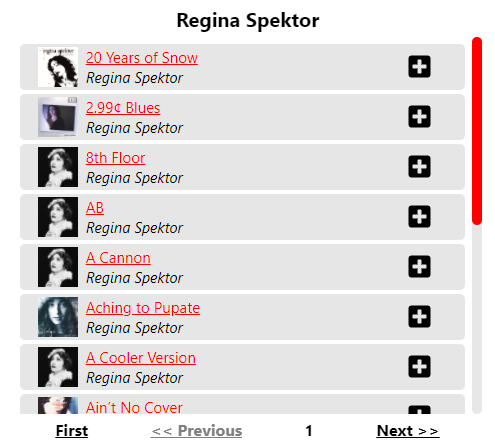 Regina Spektor
regina spektor
20 Years of Snow
Regina Spektor
2.99¢ Blues
Regina Spektor
8th Floor
Regina Spektor
AB
Regina Spektor
A Cannon
Regina Spektor
Aching to Pupate
Regina Spektor
A Cooler Version
Regina Spektor
Ain't No Cover
First << Previous 1 Next >>